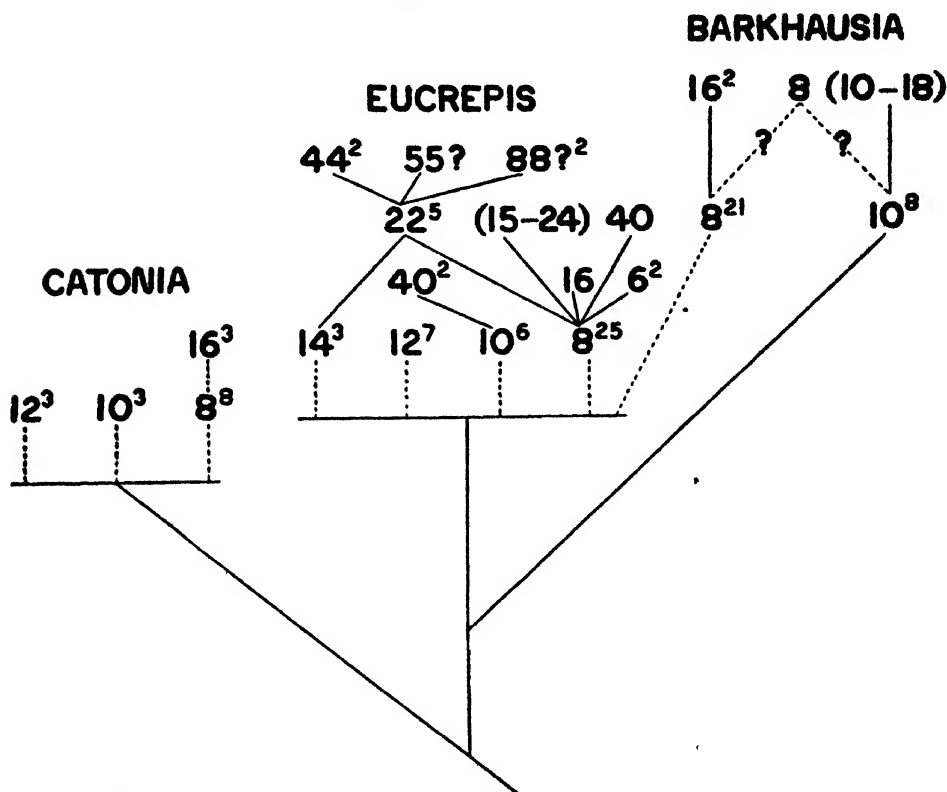 BARKHAUSIA
16² 8 (10–18)
? ?
8²¹ 10⁸
EUCREPIS
44² 55? 88?²
22⁵ (15–24) 40
40² 16 6²
14³ 12⁷ 10⁶ 8²⁵
CATONIA
16³
12³ 10³ 8⁸